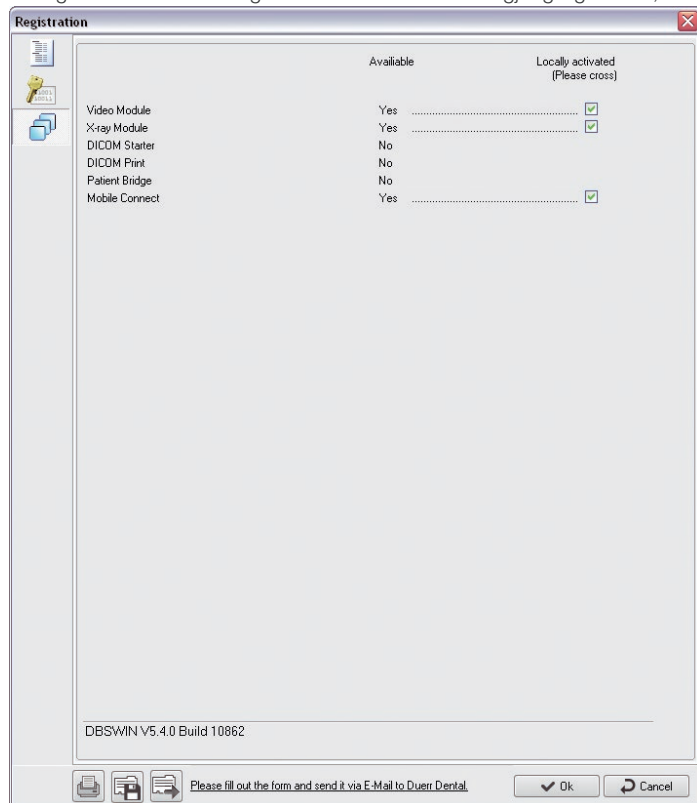 Registration
Availiable Locally activated
(Please cross)
Video Module Yes
X-ray Module Yes
DICOM Starter No
DICOM Print No
Patient Bridge No
Mobile Connect Yes
DBSWIN V5.4.0 Build 10862
Please fill out the form and send it via E-Mail to Duerr Dental.
Ok Cancel